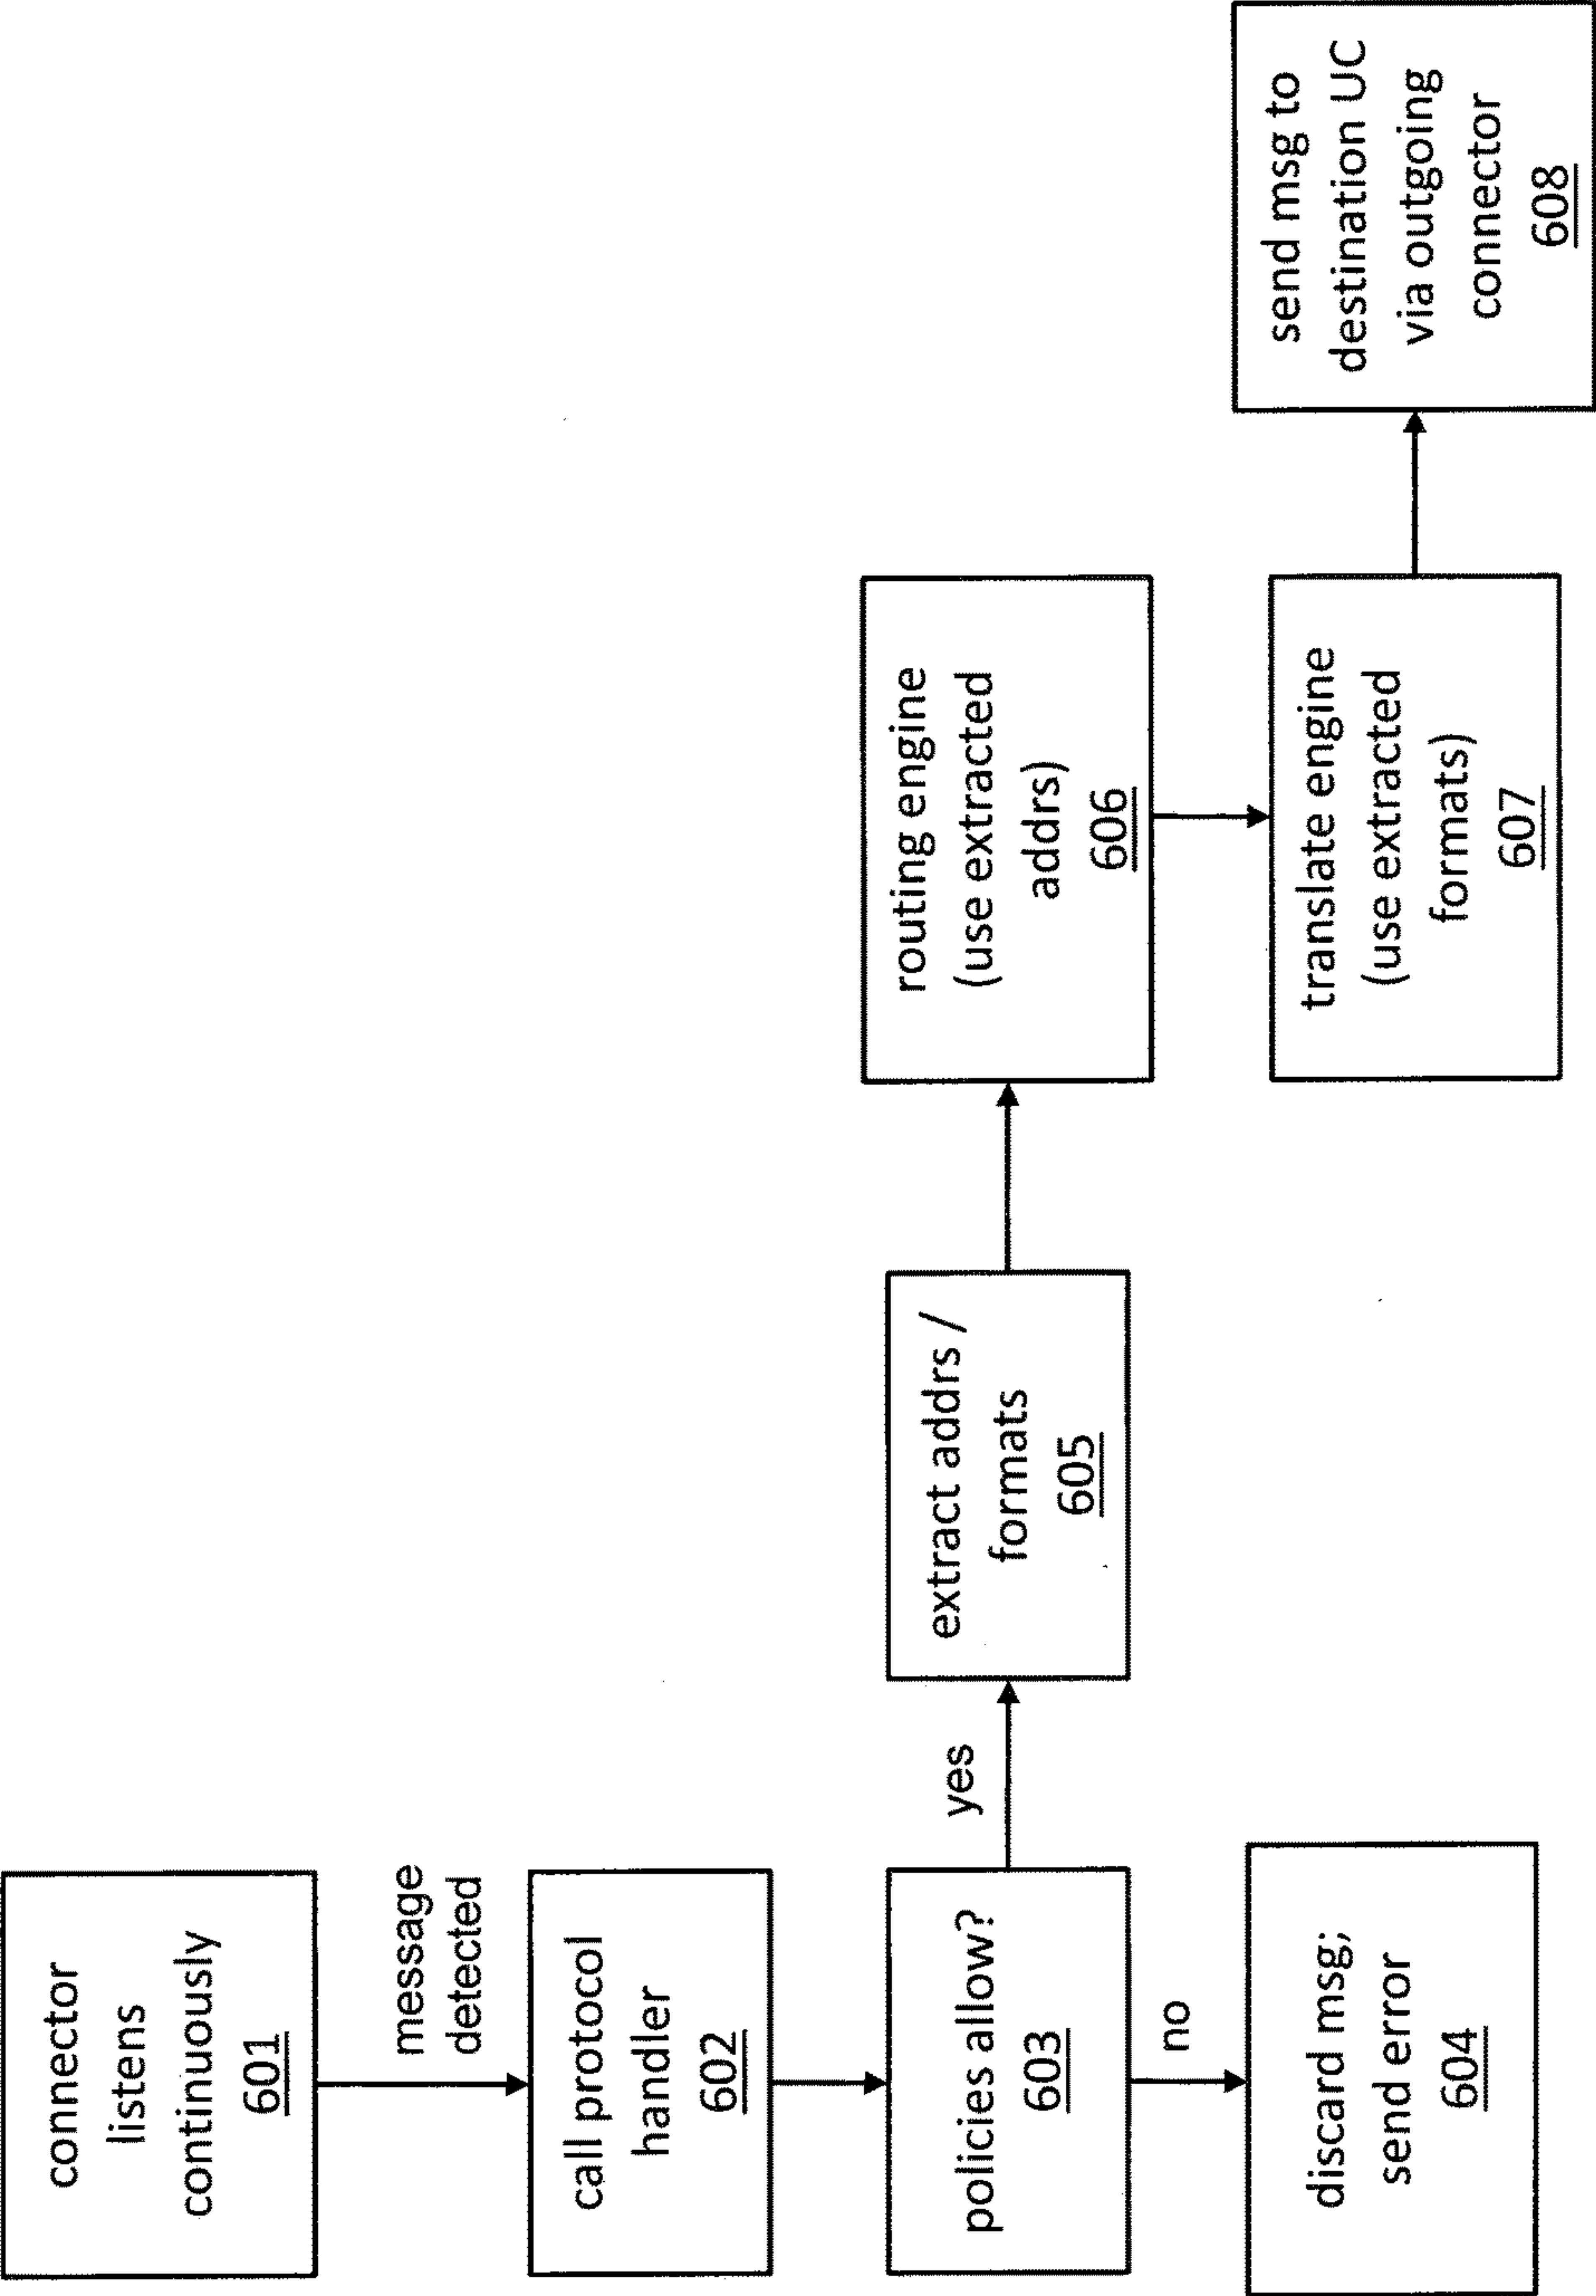 connector
listens
continuously
601
message
detected
call protocol
handler
602
policies allow?
603
no
discard msg;
send error
604
yes
extract addrs /
formats
605
routing engine
(use extracted
addrs)
606
translate engine
(use extracted
formats)
607
send msg to
destination UC
via outgoing
connector
608